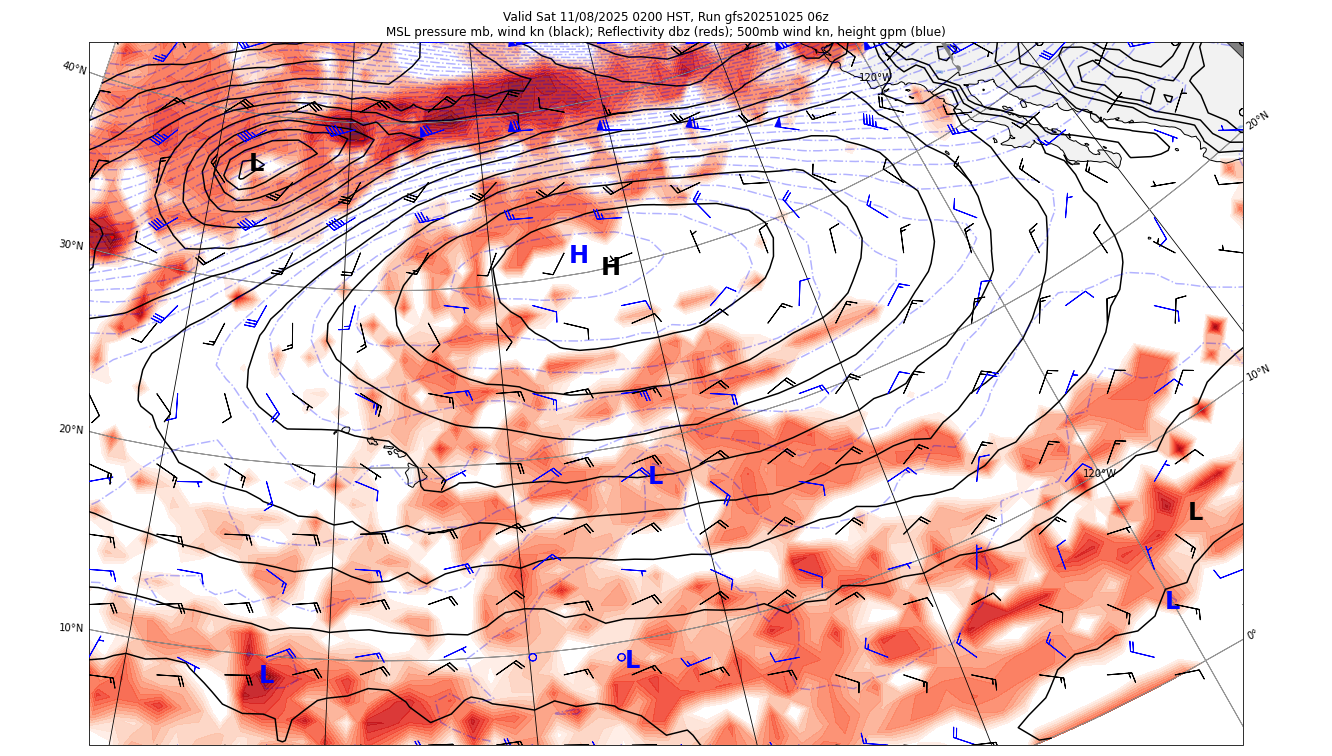 Valid Sat 11/08/2025 0200 HST, Run gfs20251025 06z
MSL pressure mb, wind kn (black); Reflectivity dbz (reds); 500mb wind kn, height gpm (blue)
40°N
120°W
20°N
L
30°N
H
H
10°N
20°N
L
120°W
L
L
10°N
0°
L
L